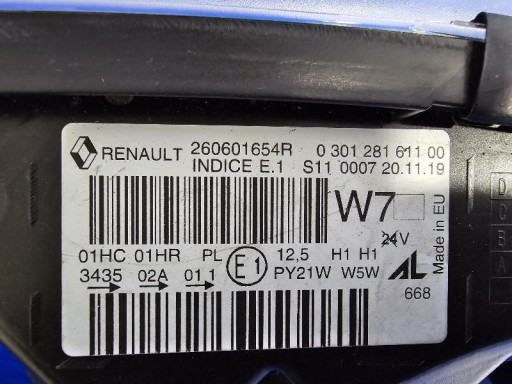 RENAULT 260601654R 0 301 281 611 00
INDICE E.1 S11 0007 20.11.19
W7
24V
Made in EU
01HC 01HR PL E1 12,5 H1 H1
3435 02A 01,1 PY21W W5W AL
668
D
C
B
A